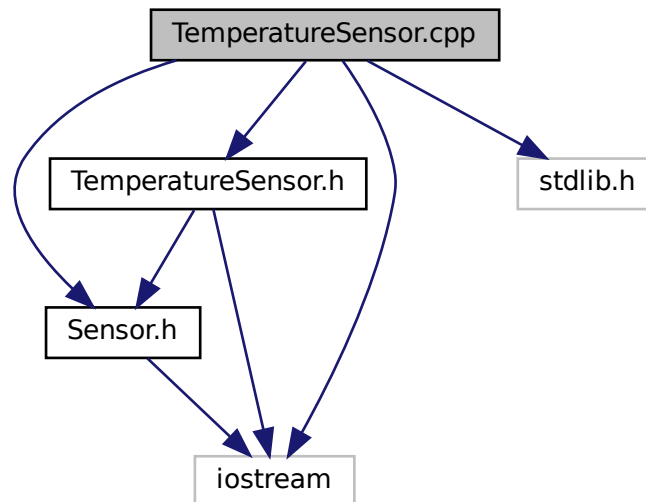 TemperatureSensor.cpp
TemperatureSensor.h
stdlib.h
Sensor.h
iostream